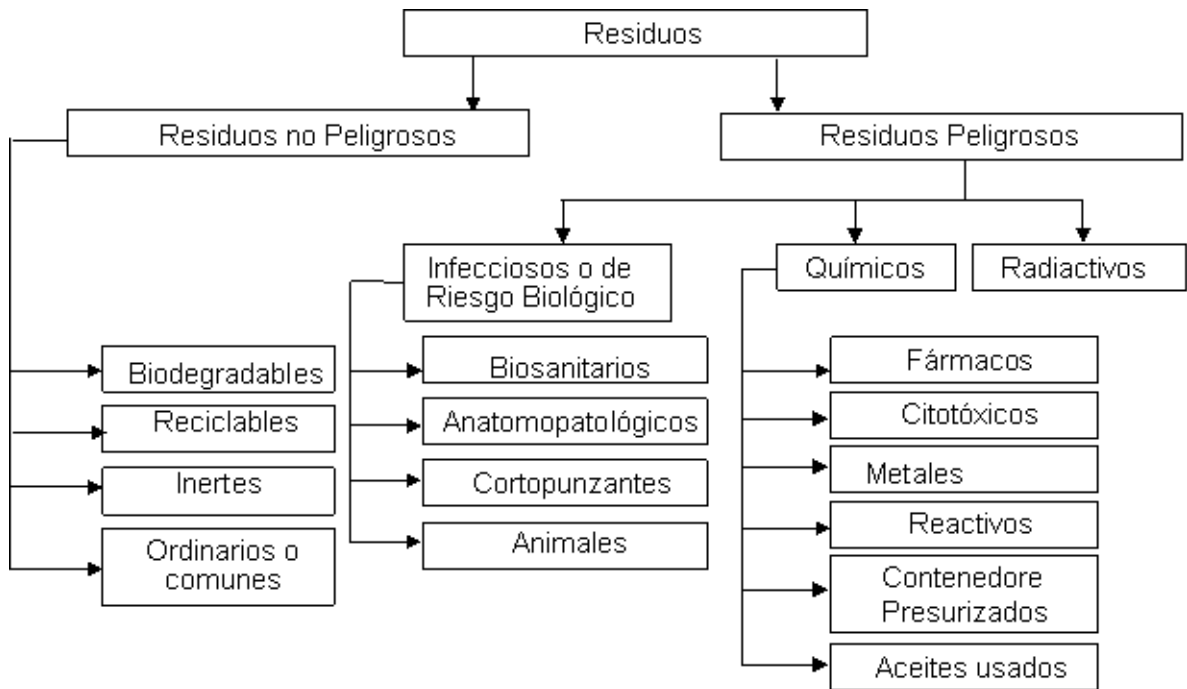 Residuos
Residuos no Peligrosos
Residuos Peligrosos
Infecciosos o de
Riesgo Biológico
Químicos
Radiactivos
Biodegradables
Reciclables
Inertes
Ordinarios o
comunes
Biosanitarios
Anatomopatológicos
Cortopunzantes
Animales
Fármacos
Citotóxicos
Metales
Reactivos
Contenedore
Presurizados
Aceites usados